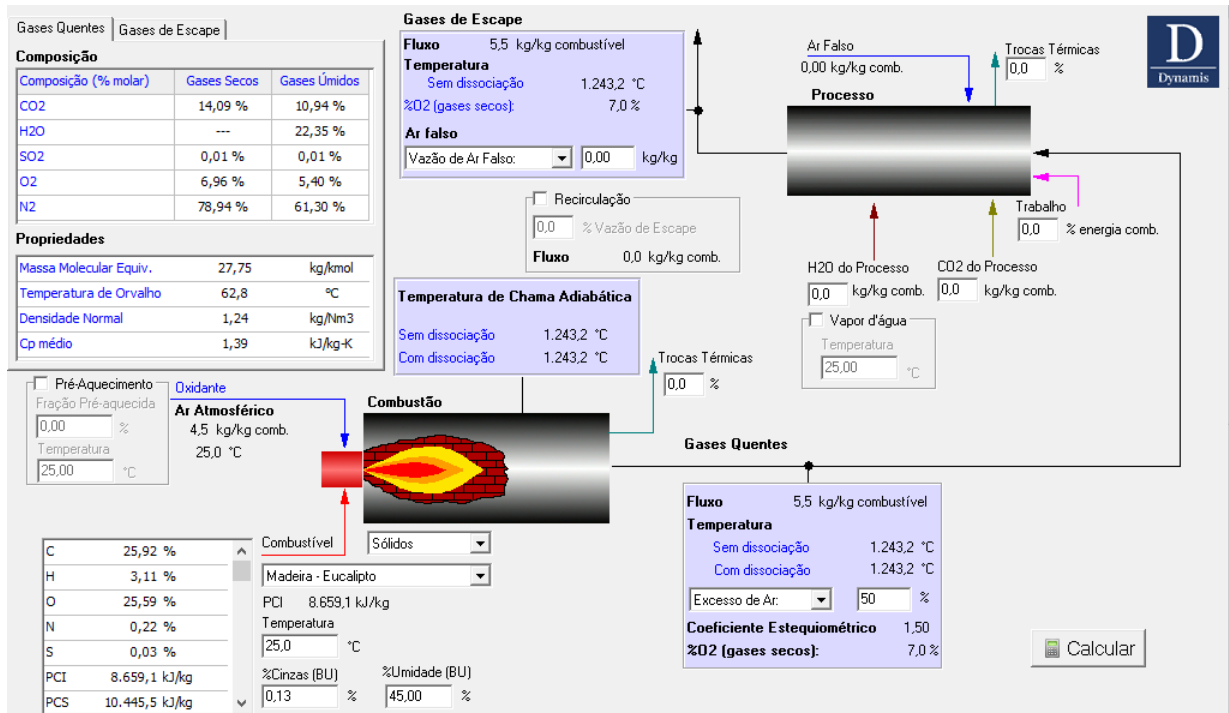 Gases Quentes Gases de Escape
Composição
Composição (% molar) Gases Secos Gases Úmidos
CO2 14,09 % 10,94 %
H2O --- 22,35 %
SO2 0,01 % 0,01 %
O2 6,96 % 5,40 %
N2 78,94 % 61,30 %
Propriedades
Massa Molecular Equiv. 27,75 kg/kmol
Temperatura de Orvalho 62,8 ºC
Densidade Normal 1,24 kg/Nm3
Cp médio 1,39 kJ/kg-K
Gases de Escape
Fluxo 5,5 kg/kg combustível
Temperatura
Sem dissociação 1.243,2 °C
%O2 (gases secos): 7,0 %
Ar falso
Vazão de Ar Falso: 0,00 kg/kg
Recirculação
0,0 % Vazão de Escape
Fluxo 0,0 kg/kg comb.
Ar Falso
0,00 kg/kg comb.
Processo
Trocas Térmicas
0,0 %
D
Dynamis
Trabalho
0,0 % energia comb.
H2O do Processo
0,0 kg/kg comb.
CO2 do Processo
0,0 kg/kg comb.
Vapor d'água
Temperatura
25,00 °C
Temperatura de Chama Adiabática
Sem dissociação 1.243,2 °C
Com dissociação 1.243,2 °C
Trocas Térmicas
0,0 %
Pré-Aquecimento
Fração Pré-aquecida
0,00 %
Temperatura
25,00 °C
Oxidante
Ar Atmosférico
4,5 kg/kg comb.
25,0 °C
Combustão
Gases Quentes
Fluxo 5,5 kg/kg combustível
Temperatura
Sem dissociação 1.243,2 °C
Com dissociação 1.243,2 °C
Excesso de Ar: 50 %
Coeficiente Estequiométrico 1,50
%O2 (gases secos): 7,0 %
C 25,92 %
H 3,11 %
O 25,59 %
N 0,22 %
S 0,03 %
PCI 8.659,1 kJ/kg
PCS 10.445,5 kJ/kg
Combustível Sólidos
Madeira - Eucalipto
PCI 8.659,1 kJ/kg
Temperatura
25,0 °C
%Cinzas (BU) %Umidade (BU)
0,13 % 45,00 %
Calcular